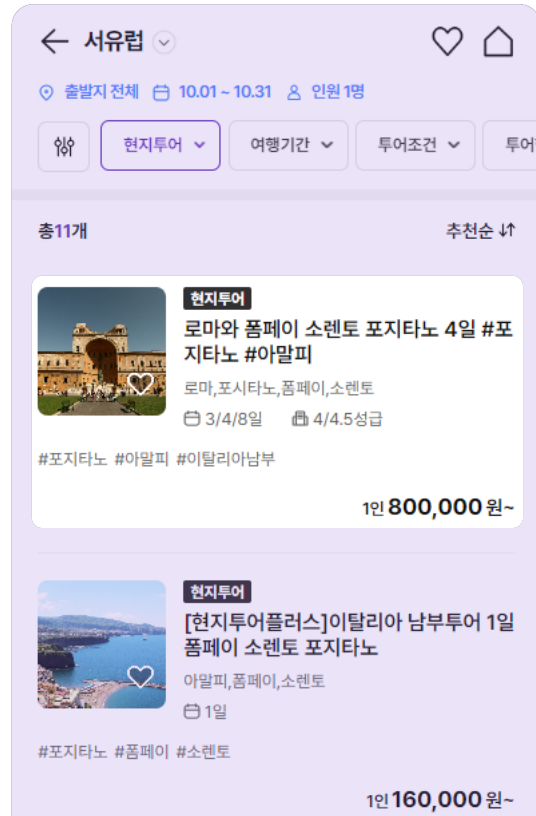 서유럽
출발지 전체 10.01 ~ 10.31 인원 1명
현지투어 여행기간 투어조건 투어
총11개 추천순
현지투어
로마와 폼페이 소렌토 포지타노 4일 #포
지타노 #아말피
로마,포시타노,폼페이,소렌토
3/4/8일 4/4.5성급
#포지타노 #아말피 #이탈리아남부
1인 800,000 원~
현지투어
[현지투어플러스]이탈리아 남부투어 1일
폼페이 소렌토 포지타노
아말피,폼페이,소렌토
1일
#포지타노 #폼페이 #소렌토
1인 160,000 원~